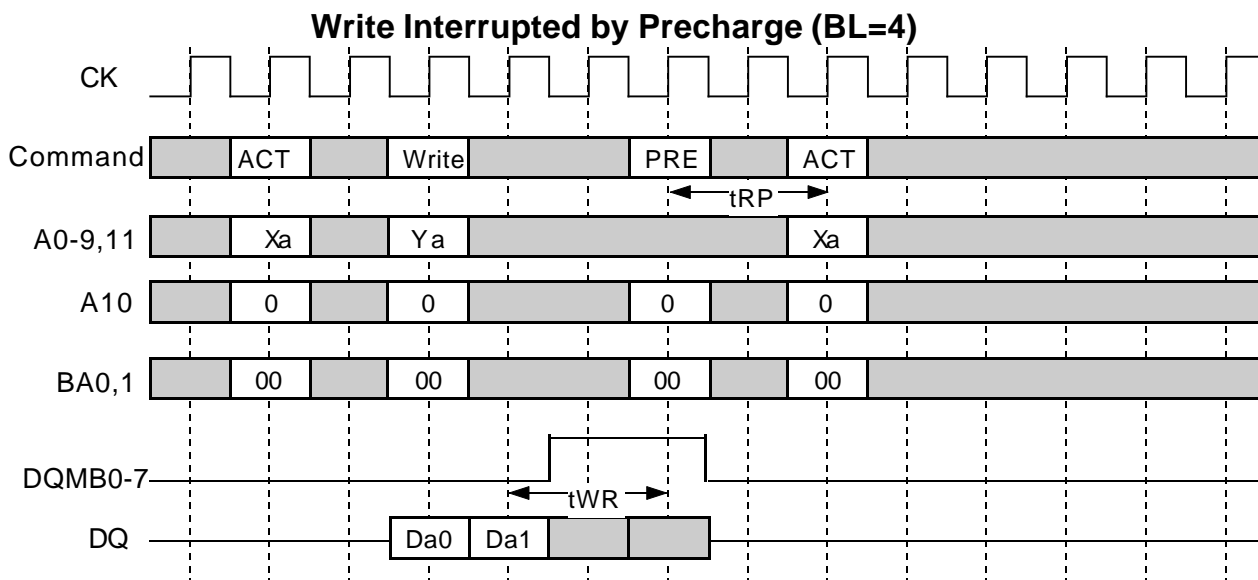 Write Interrupted by Precharge (BL=4)
CK
Command ACT Write PRE ACT
tRP
A0-9,11 Xa Ya Xa
A10 0 0 0 0
BA0,1 00 00 00 00
DQMB0-7
tWR
DQ Da0 Da1